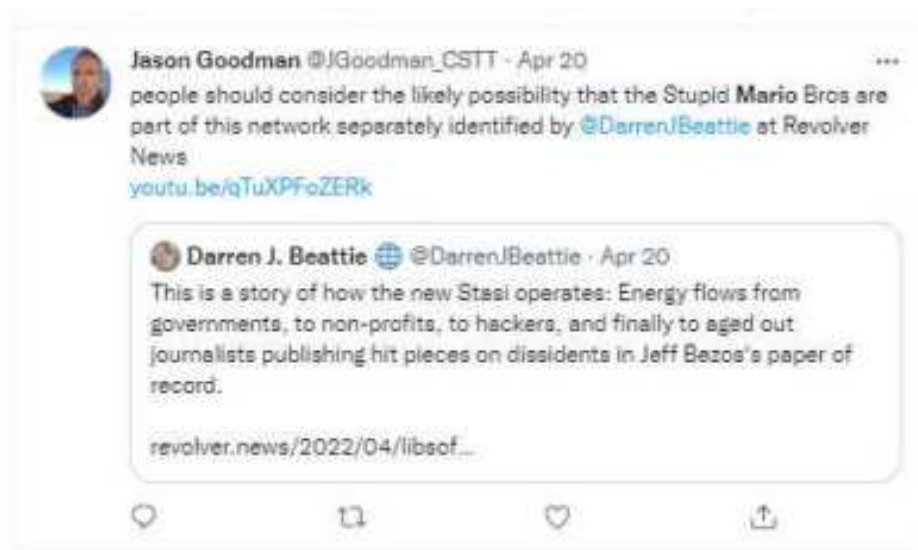 Jason Goodman @JGoodman_CSTT · Apr 20
people should consider the likely possibility that the Stupid Mario Bros are
part of this network separately identified by @DarrenJBeattie at Revolver
News
youtu.be/qTuXPFoZERk
Darren J. Beattie @DarrenJBeattie · Apr 20
This is a story of how the new Stasi operates: Energy flows from
governments, to non-profits, to hackers, and finally to aged out
journalists publishing hit pieces on dissidents in Jeff Bezos's paper of
record.
revolver.news/2022/04/libsof...